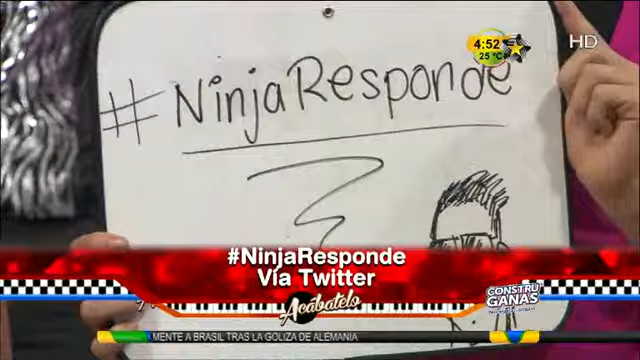 4:52
25 °C
HD
#NinjaResponde
#NinjaResponde
Vía Twitter
Acábatelo
CONSTRU
GANAS
MENTE A BRASIL TRAS LA GOLIZA DE ALEMANIA